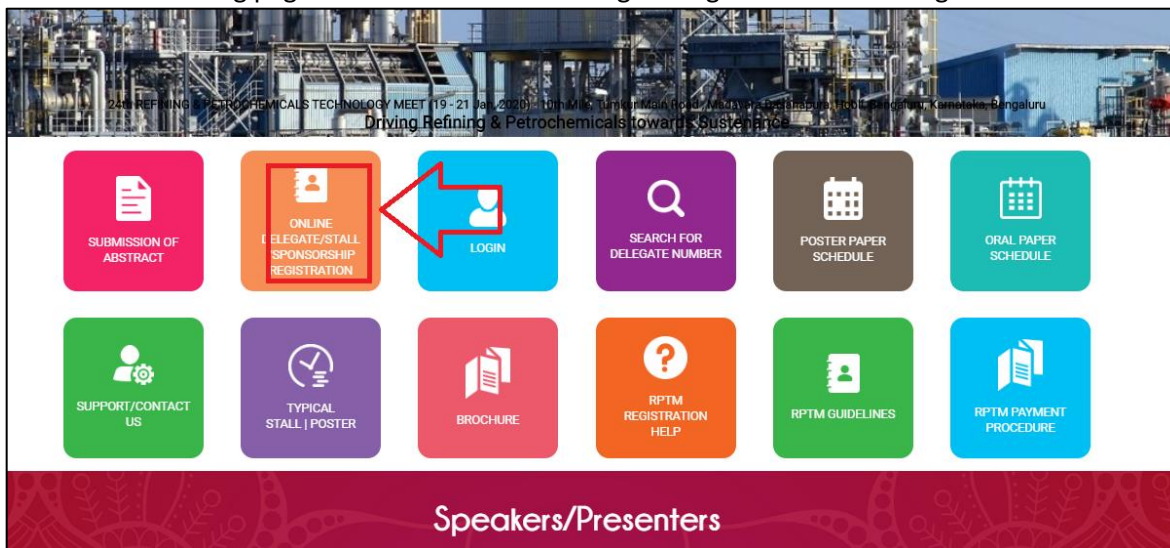 24th REFINING & PETROCHEMICALS TECHNOLOGY MEET (19 - 21 Jan, 2020) 10th Mile, Tumkur Main Road, Bengaluru, Karnataka, Bengaluru
Driving Refining & Petrochemicals towards Sustenance
SUBMISSION OF
ABSTRACT
ONLINE
DELEGATE/STALL
/SPONSORSHIP
REGISTRATION
LOGIN
SEARCH FOR
DELEGATE NUMBER
POSTER PAPER
SCHEDULE
ORAL PAPER
SCHEDULE
SUPPORT/CONTACT
US
TYPICAL
STALL | POSTER
BROCHURE
RPTM
REGISTRATION
HELP
RPTM GUIDELINES
RPTM PAYMENT
PROCEDURE
Speakers/Presenters